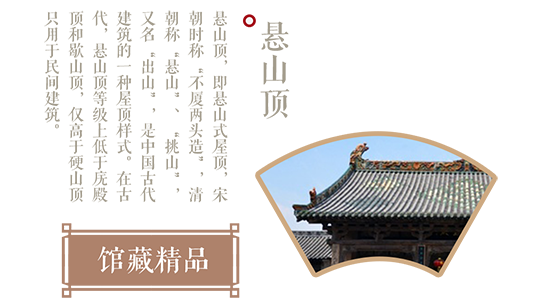 悬山顶
悬山顶，即悬山式屋顶，宋
朝时称“不厦两头造”，清
朝称“悬山”、“挑山”，
又名“出山”，是中国古代
建筑的一种屋顶样式。在古
代，悬山顶等级上低于庑殿
顶和歇山顶，仅高于硬山顶
只用于民间建筑。
馆藏精品